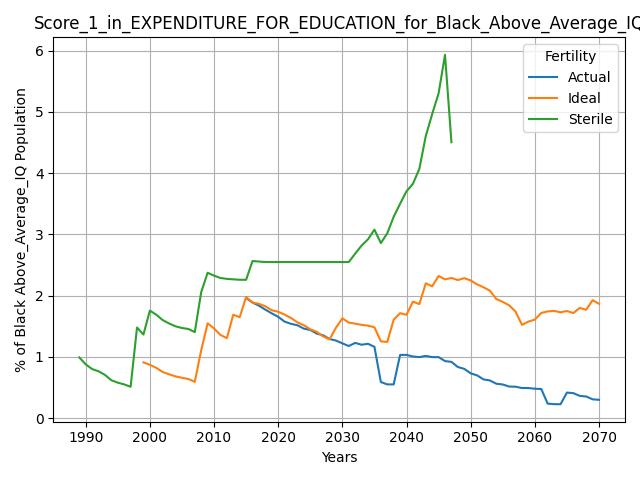 Score_1_in_EXPENDITURE_FOR_EDUCATION_for_Black_Above_Average_IQ
Fertility
Actual
Ideal
Sterile
% of Black Above_Average_IQ Population
6
5
4
3
2
1
0
1990 2000 2010 2020 2030 2040 2050 2060 2070
Years